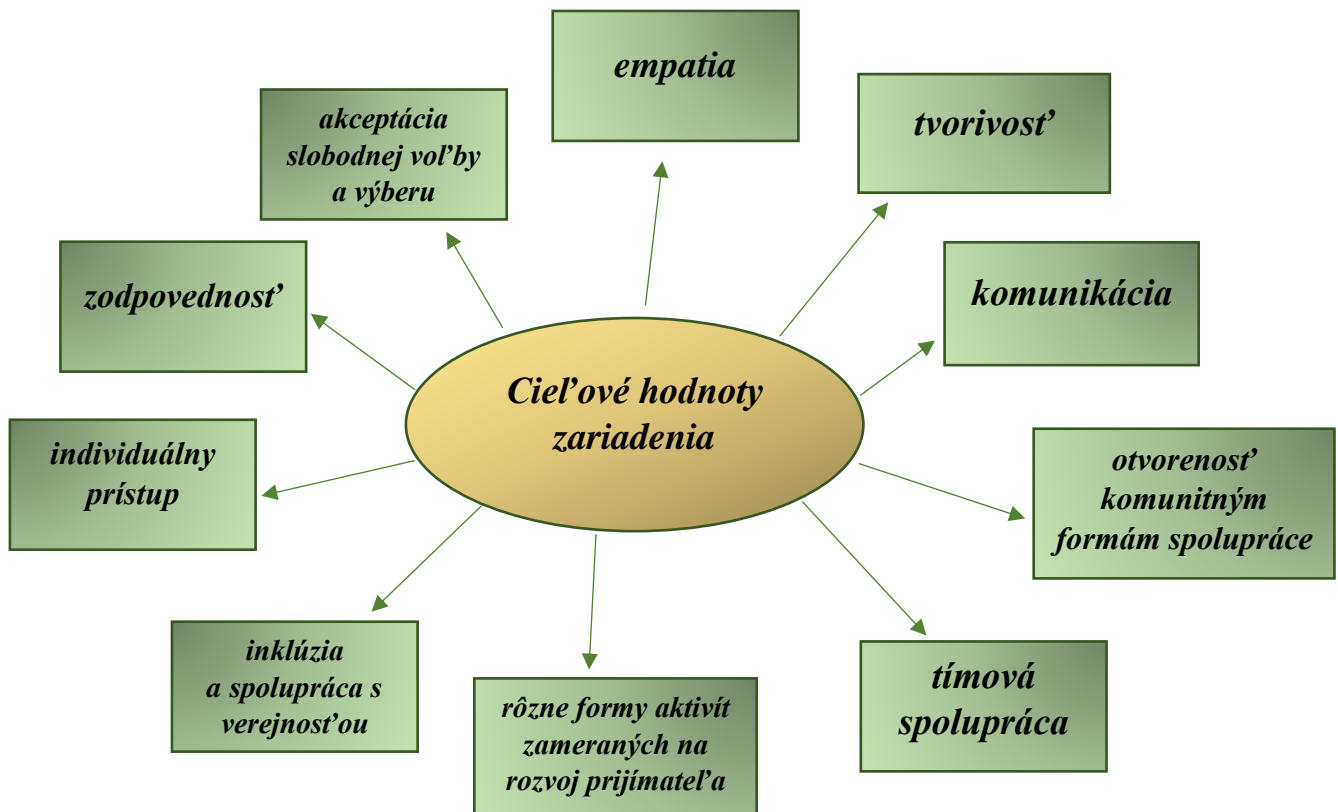 empatia
tvorivosť
akceptácia
slobodnej voľby
a výberu
zodpovednosť
komunikácia
Cieľové hodnoty
zariadenia
individuálny
prístup
otvorenosť
komunitným
formám spolupráce
inklúzia
a spolupráca s
verejnosťou
tímová
spolupráca
rôzne formy aktivít
zameraných na
rozvoj prijímateľa